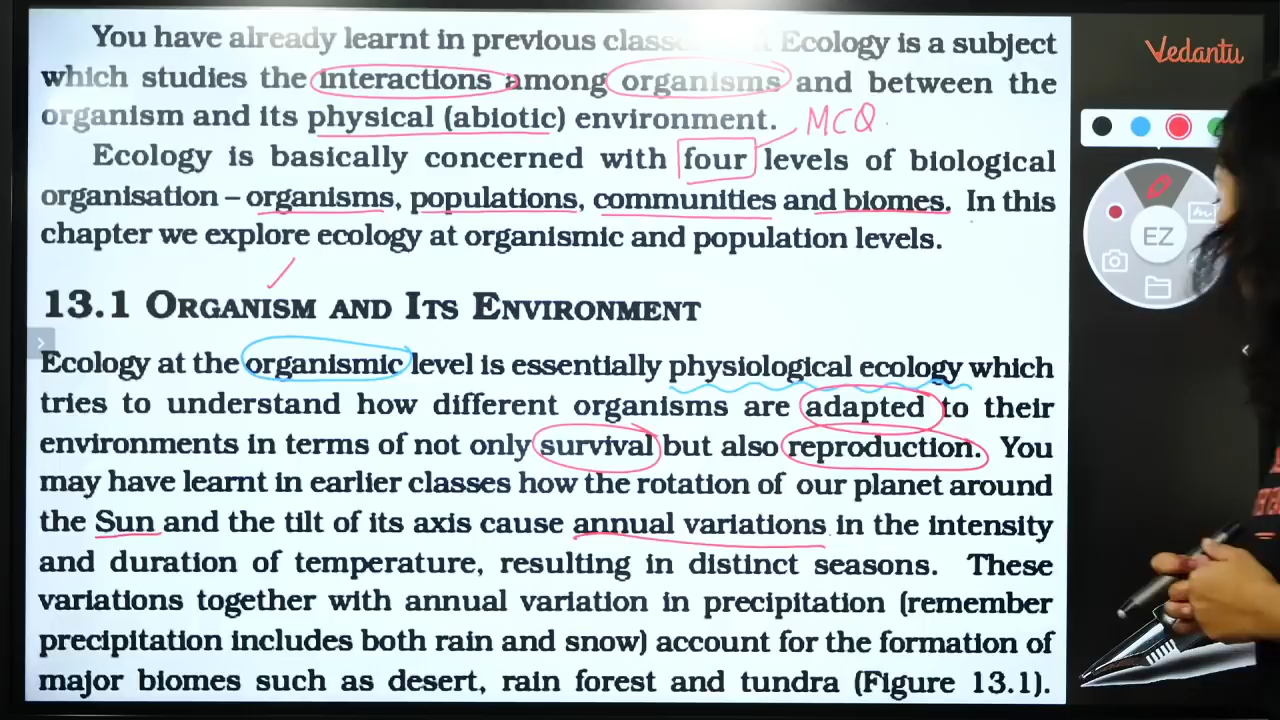 You have already learnt in previous Ecology is a subject
which studies the interactions among organisms and between the
organism and its physical (abiotic) environment.
MCQ
Ecology is basically concerned with four levels of biological
organisation – organisms, populations, communities and biomes. In this
chapter we explore ecology at organismic and population levels.
13.1 ORGANISM AND ITS ENVIRONMENT
Ecology at the organismic level is essentially physiological ecology which
tries to understand how different organisms are adapted to their
environments in terms of not only survival but also reproduction. You
may have learnt in earlier classes how the rotation of our planet around
the Sun and the tilt of its axis cause annual variations in the intensity
and duration of temperature, resulting in distinct seasons. These
variations together with annual variation in precipitation (remember
precipitation includes both rain and snow) account for the formation of
major biomes such as desert, rain forest and tundra (Figure 13.1).
Vedantu
EZ